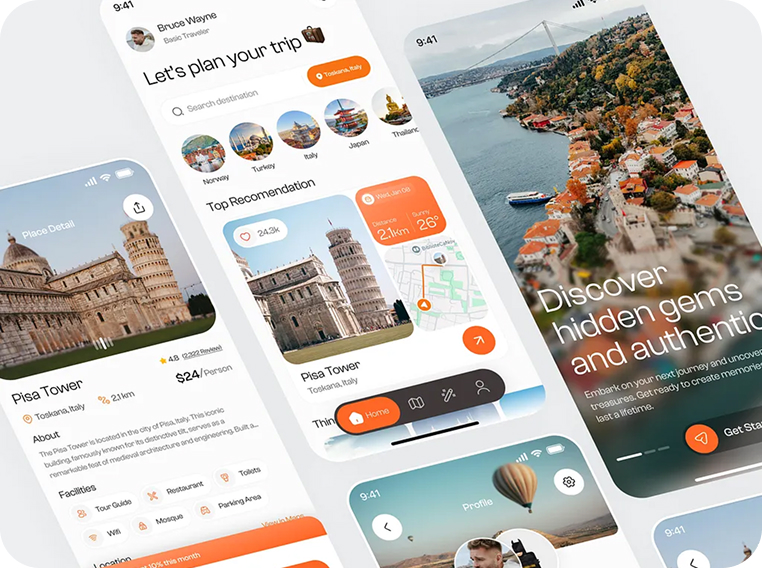 9:41
Bruce Wayne
Basic Traveler
Let's plan your trip
Search destination
Toskana, Italy
Norway
Turkey
Italy
Japan
Thailand
Top Recomendation
24.3k
Wed, Jan 08
Distance
2,1km
Sunny
26°
Pisa Tower
Toskana, Italy
Home
9:41
Discover
hidden gems
and authentic
Embark on your next journey and uncover
treasures. Get ready to create memories
last a lifetime.
Get Sta
Place Detail
4.8 (2,322 Review)
Pisa Tower
$24/Person
Toskana, Italy
2,1 km
About
The Pisa Tower is located in the city of Pisa, Italy. This iconic
building, famously known for its distinctive tilt, serves as a
remarkable feat of medieval architecture and engineering. Built a...
Facilities
Tour Guide
Restaurant
Toilets
Wifi
Mosque
Parking Area
View in Maps
Location
10% this month
9:41
Profile
9:41